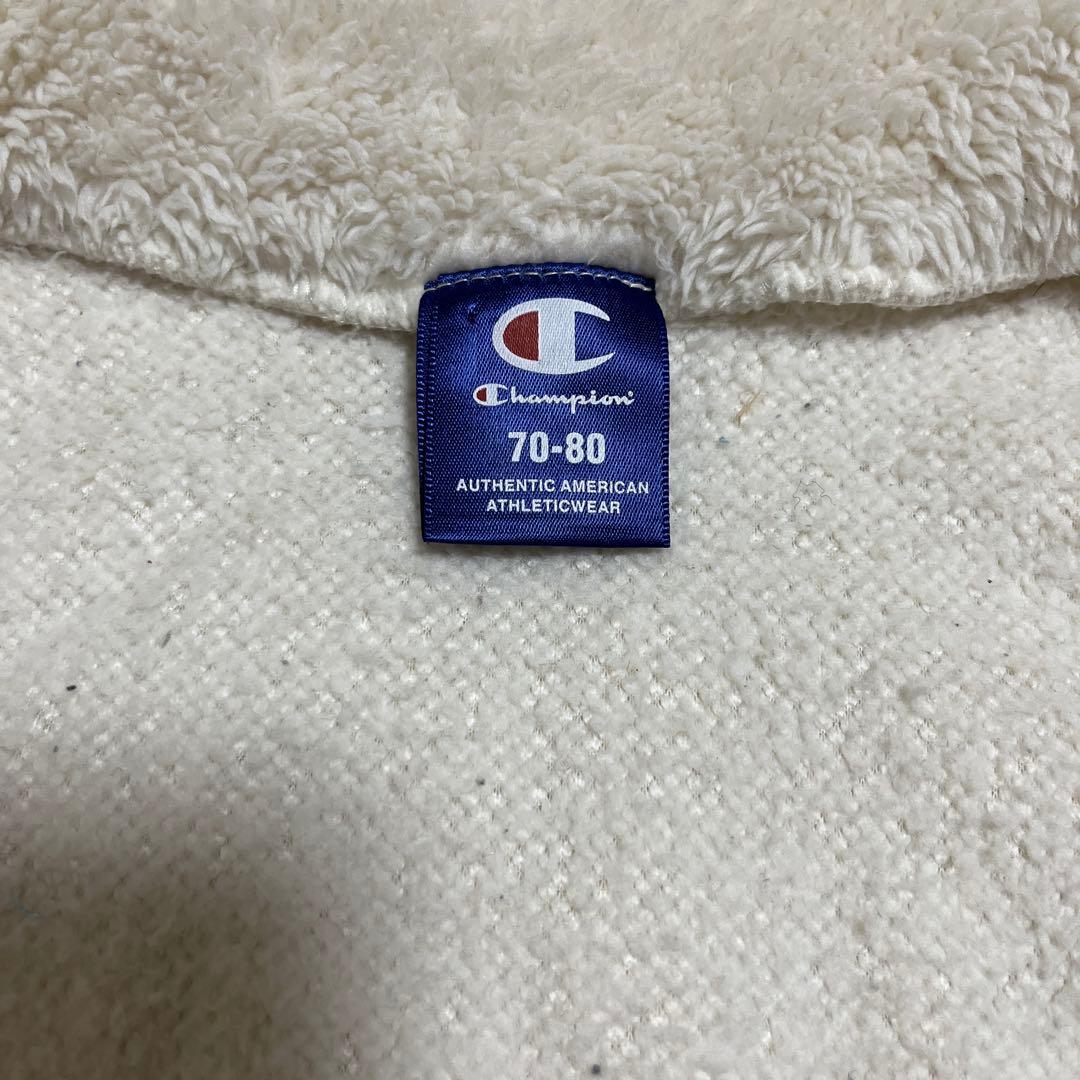 Champion
70-80
AUTHENTIC AMERICAN
ATHLETICWEAR